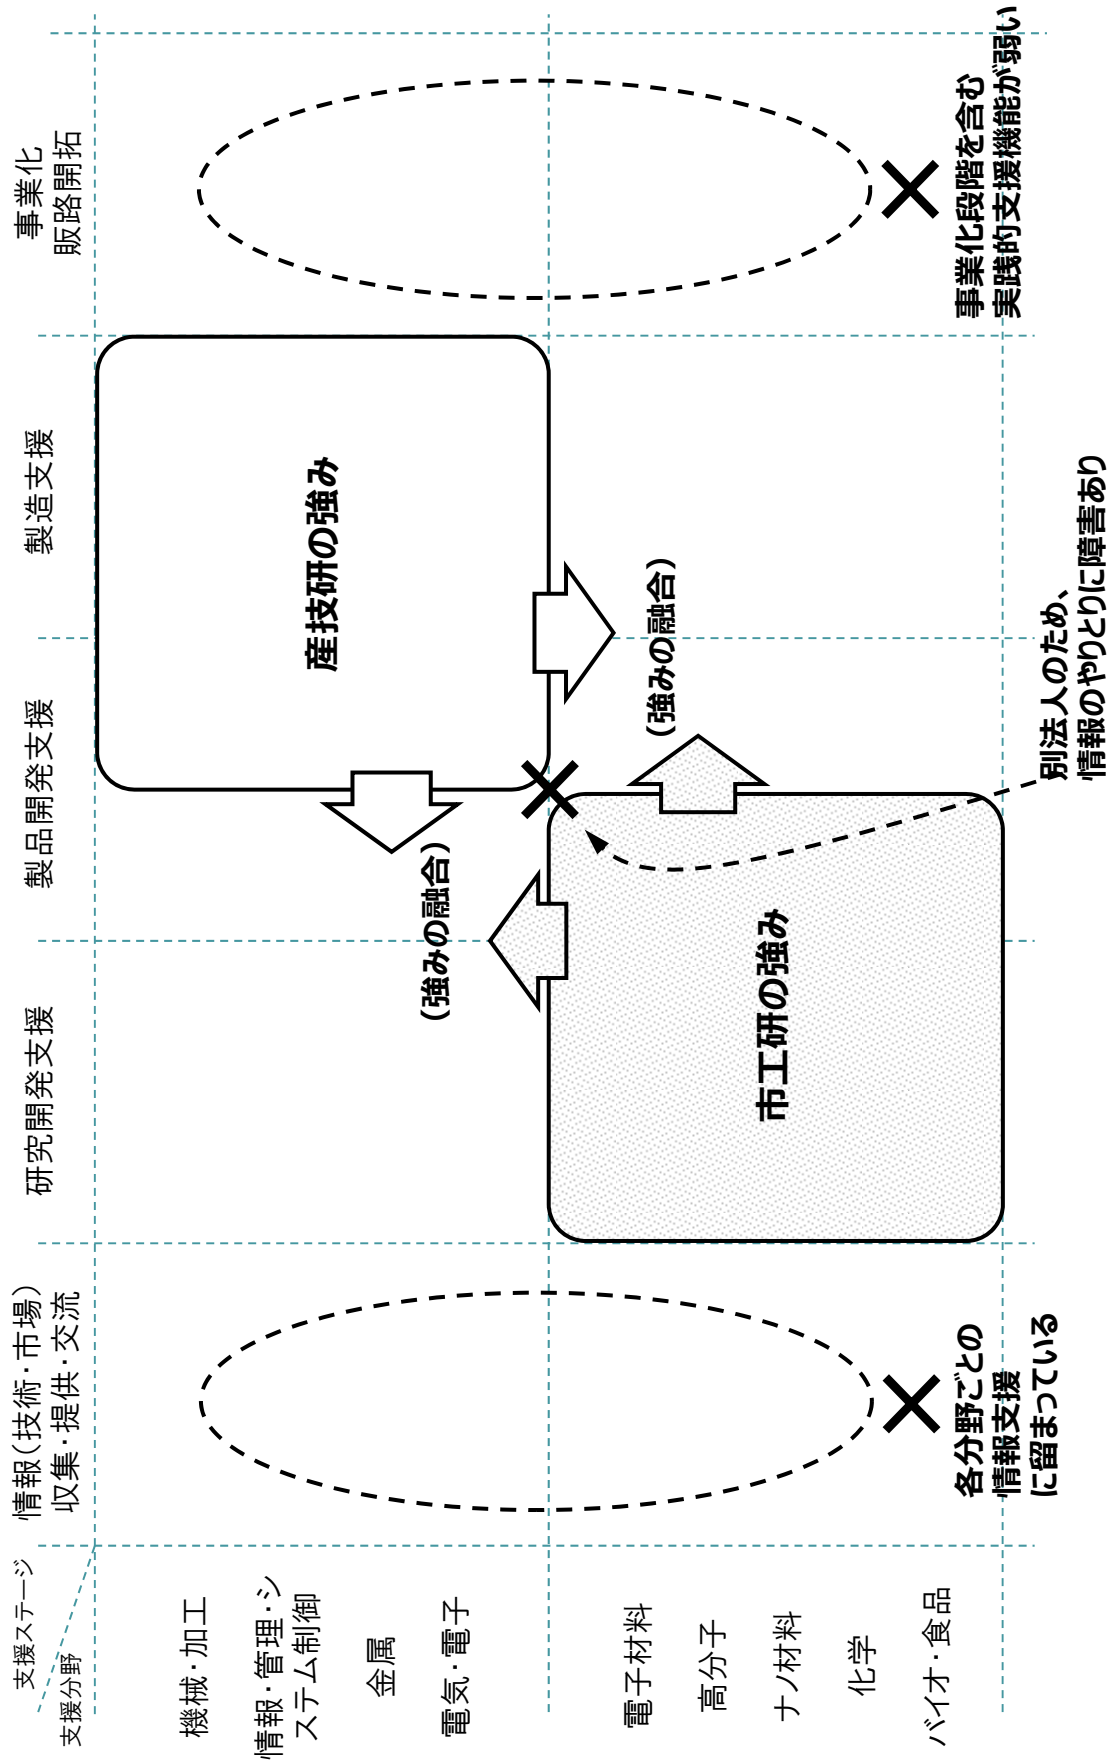 支援ステージ
支援分野
情報（技術・市場）
収集・提供・交流
研究開発支援
製品開発支援
製造支援
事業化
販路開拓
機械・加工
情報・管理・シ
ステム制御
金属
電気・電子
電子材料
高分子
ナノ材料
化学
バイオ・食品
産技研の強み
（強みの融合）
（強みの融合）
市工研の強み
各分野ごとの
情報支援
に留まっている
別法人のため、
情報のやりとりに障害あり
事業化段階を含む
実践的支援機能が弱い